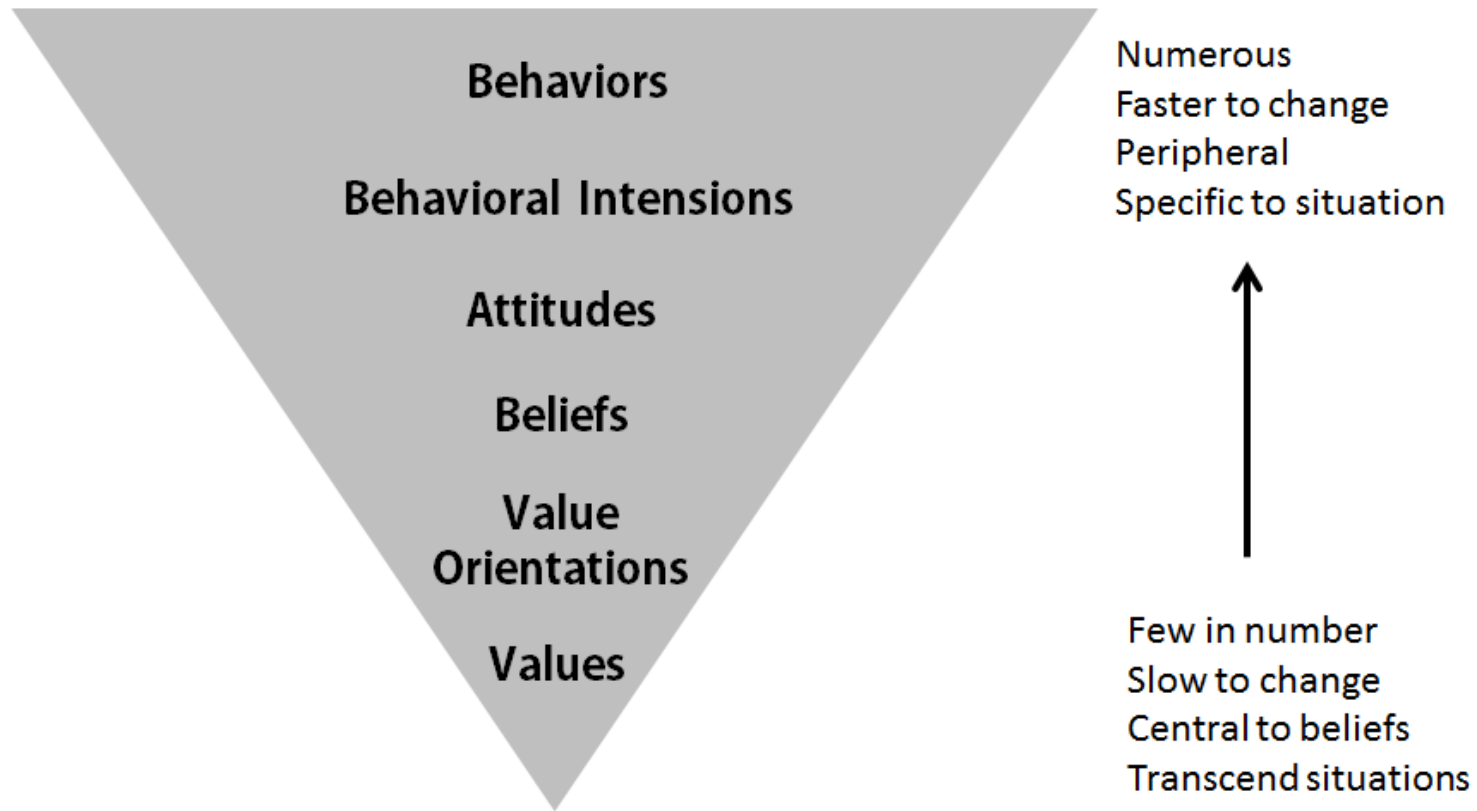 Behaviors
Behavioral Intensions
Attitudes
Beliefs
Value
Orientations
Values
Numerous
Faster to change
Peripheral
Specific to situation
Few in number
Slow to change
Central to beliefs
Transcend situations